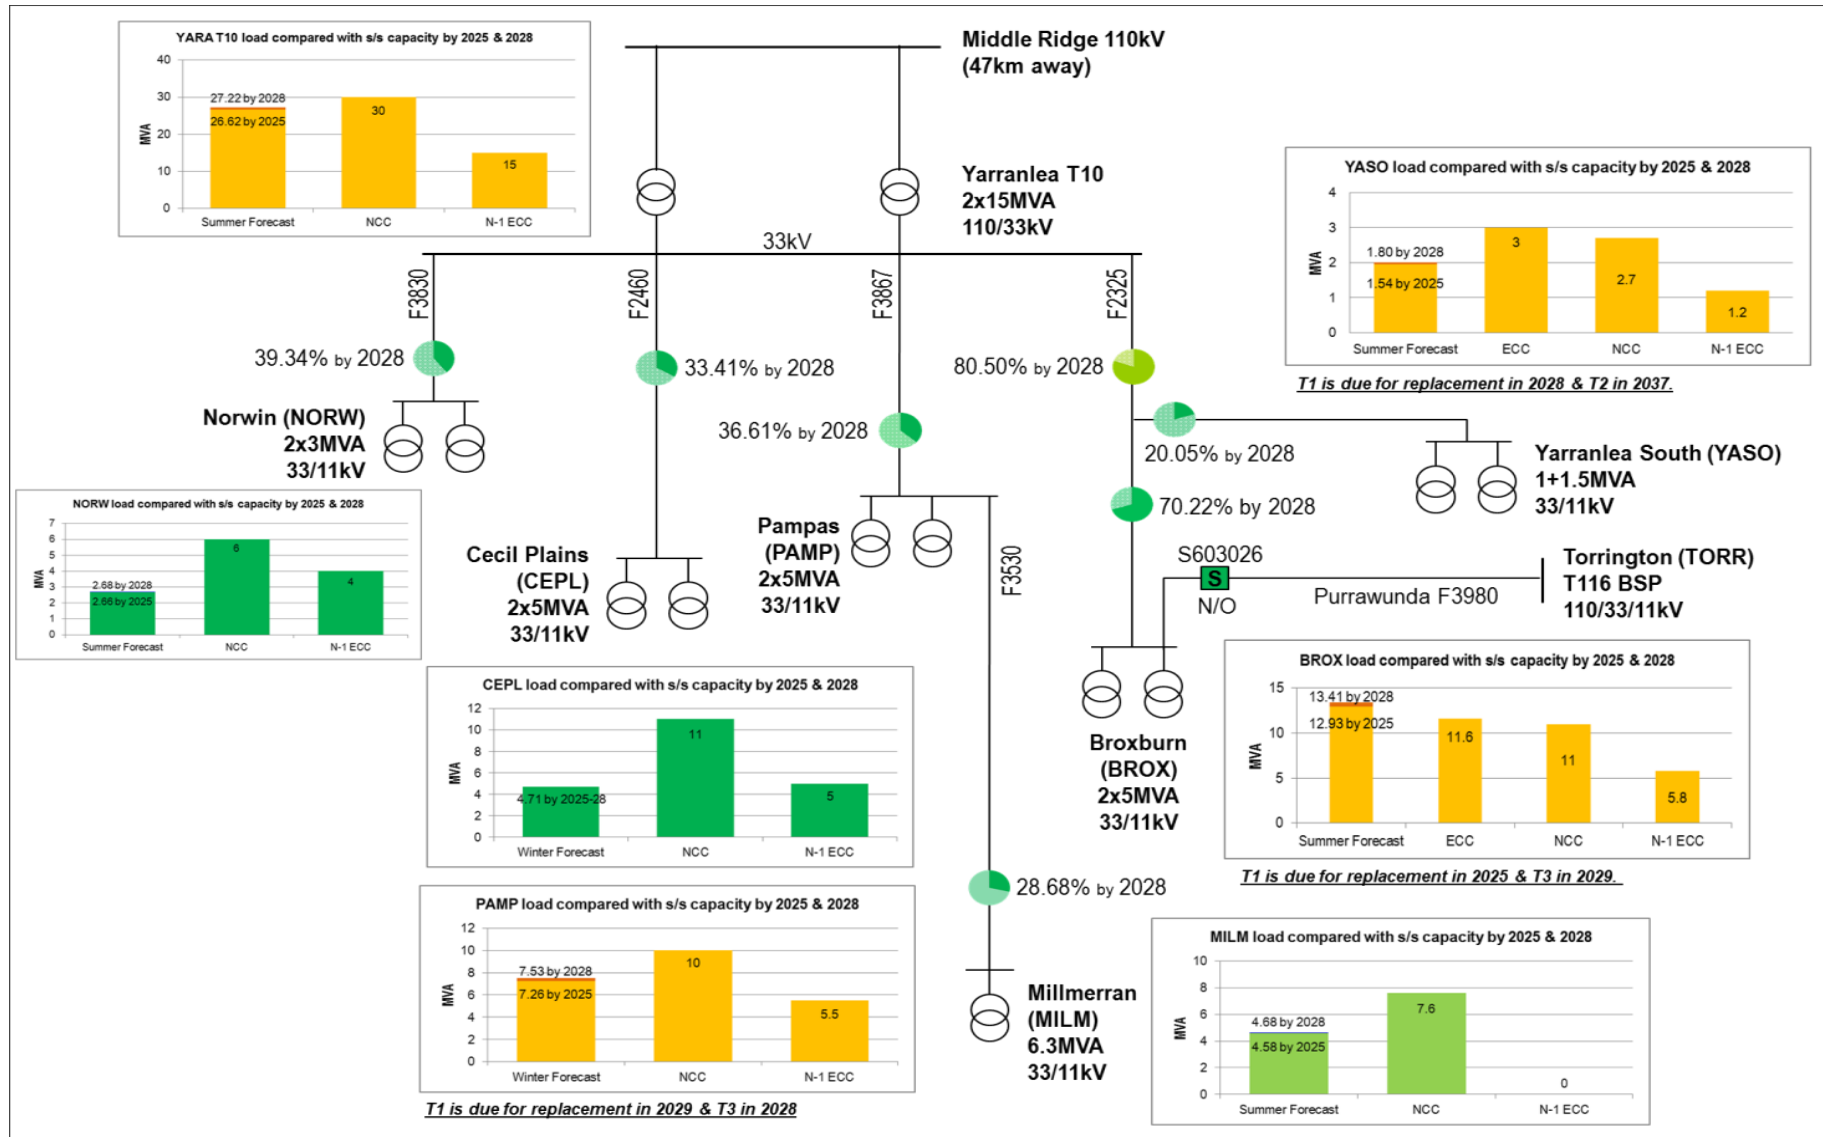 YARA T10 load compared with s/s capacity by 2025 & 2028
40
30
20
10
0
MVA
27.22 by 2028
26.62 by 2025
30
15
Summer Forecast
NCC
N-1 ECC
Middle Ridge 110kV
(47km away)
Yarranlea T10
2x15MVA
110/33kV
33kV
F3830
F2460
F3867
F2325
YASO load compared with s/s capacity by 2025 & 2028
4
3
2
1
0
MVA
1.80 by 2028
1.54 by 2025
3
2.7
1.2
Summer Forecast
ECC
NCC
N-1 ECC
T1 is due for replacement in 2028 & T2 in 2037.
39.34% by 2028
33.41% by 2028
36.61% by 2028
80.50% by 2028
20.05% by 2028
70.22% by 2028
Norwin (NORW)
2x3MVA
33/11kV
Yarranlea South (YASO)
1+1.5MVA
33/11kV
NORW load compared with s/s capacity by 2025 & 2028
7
6
5
4
3
2
1
0
MVA
2.68 by 2028
2.66 by 2025
6
4
Summer Forecast
NCC
N-1 ECC
Cecil Plains
(CEPL)
2x5MVA
33/11kV
Pampas
(PAMP)
2x5MVA
33/11kV
F3530
S603026
S
N/O
Purrawunda F3980
Torrington (TORR)
T116 BSP
110/33/11kV
Broxburn
(BROX)
2x5MVA
33/11kV
BROX load compared with s/s capacity by 2025 & 2028
15
10
5
0
MVA
13.41 by 2028
12.93 by 2025
11.6
11
5.8
Summer Forecast
ECC
NCC
N-1 ECC
T1 is due for replacement in 2025 & T3 in 2029.
CEPL load compared with s/s capacity by 2025 & 2028
12
10
8
6
4
2
0
MVA
4.71 by 2025-28
11
5
Winter Forecast
NCC
N-1 ECC
28.68% by 2028
PAMP load compared with s/s capacity by 2025 & 2028
12
10
8
6
4
2
0
MVA
7.53 by 2028
7.26 by 2025
10
5.5
Winter Forecast
NCC
N-1 ECC
T1 is due for replacement in 2029 & T3 in 2028
Millmerran
(MILM)
6.3MVA
33/11kV
MILM load compared with s/s capacity by 2025 & 2028
10
8
6
4
2
0
MVA
4.68 by 2028
4.58 by 2025
7.6
0
Summer Forecast
NCC
N-1 ECC